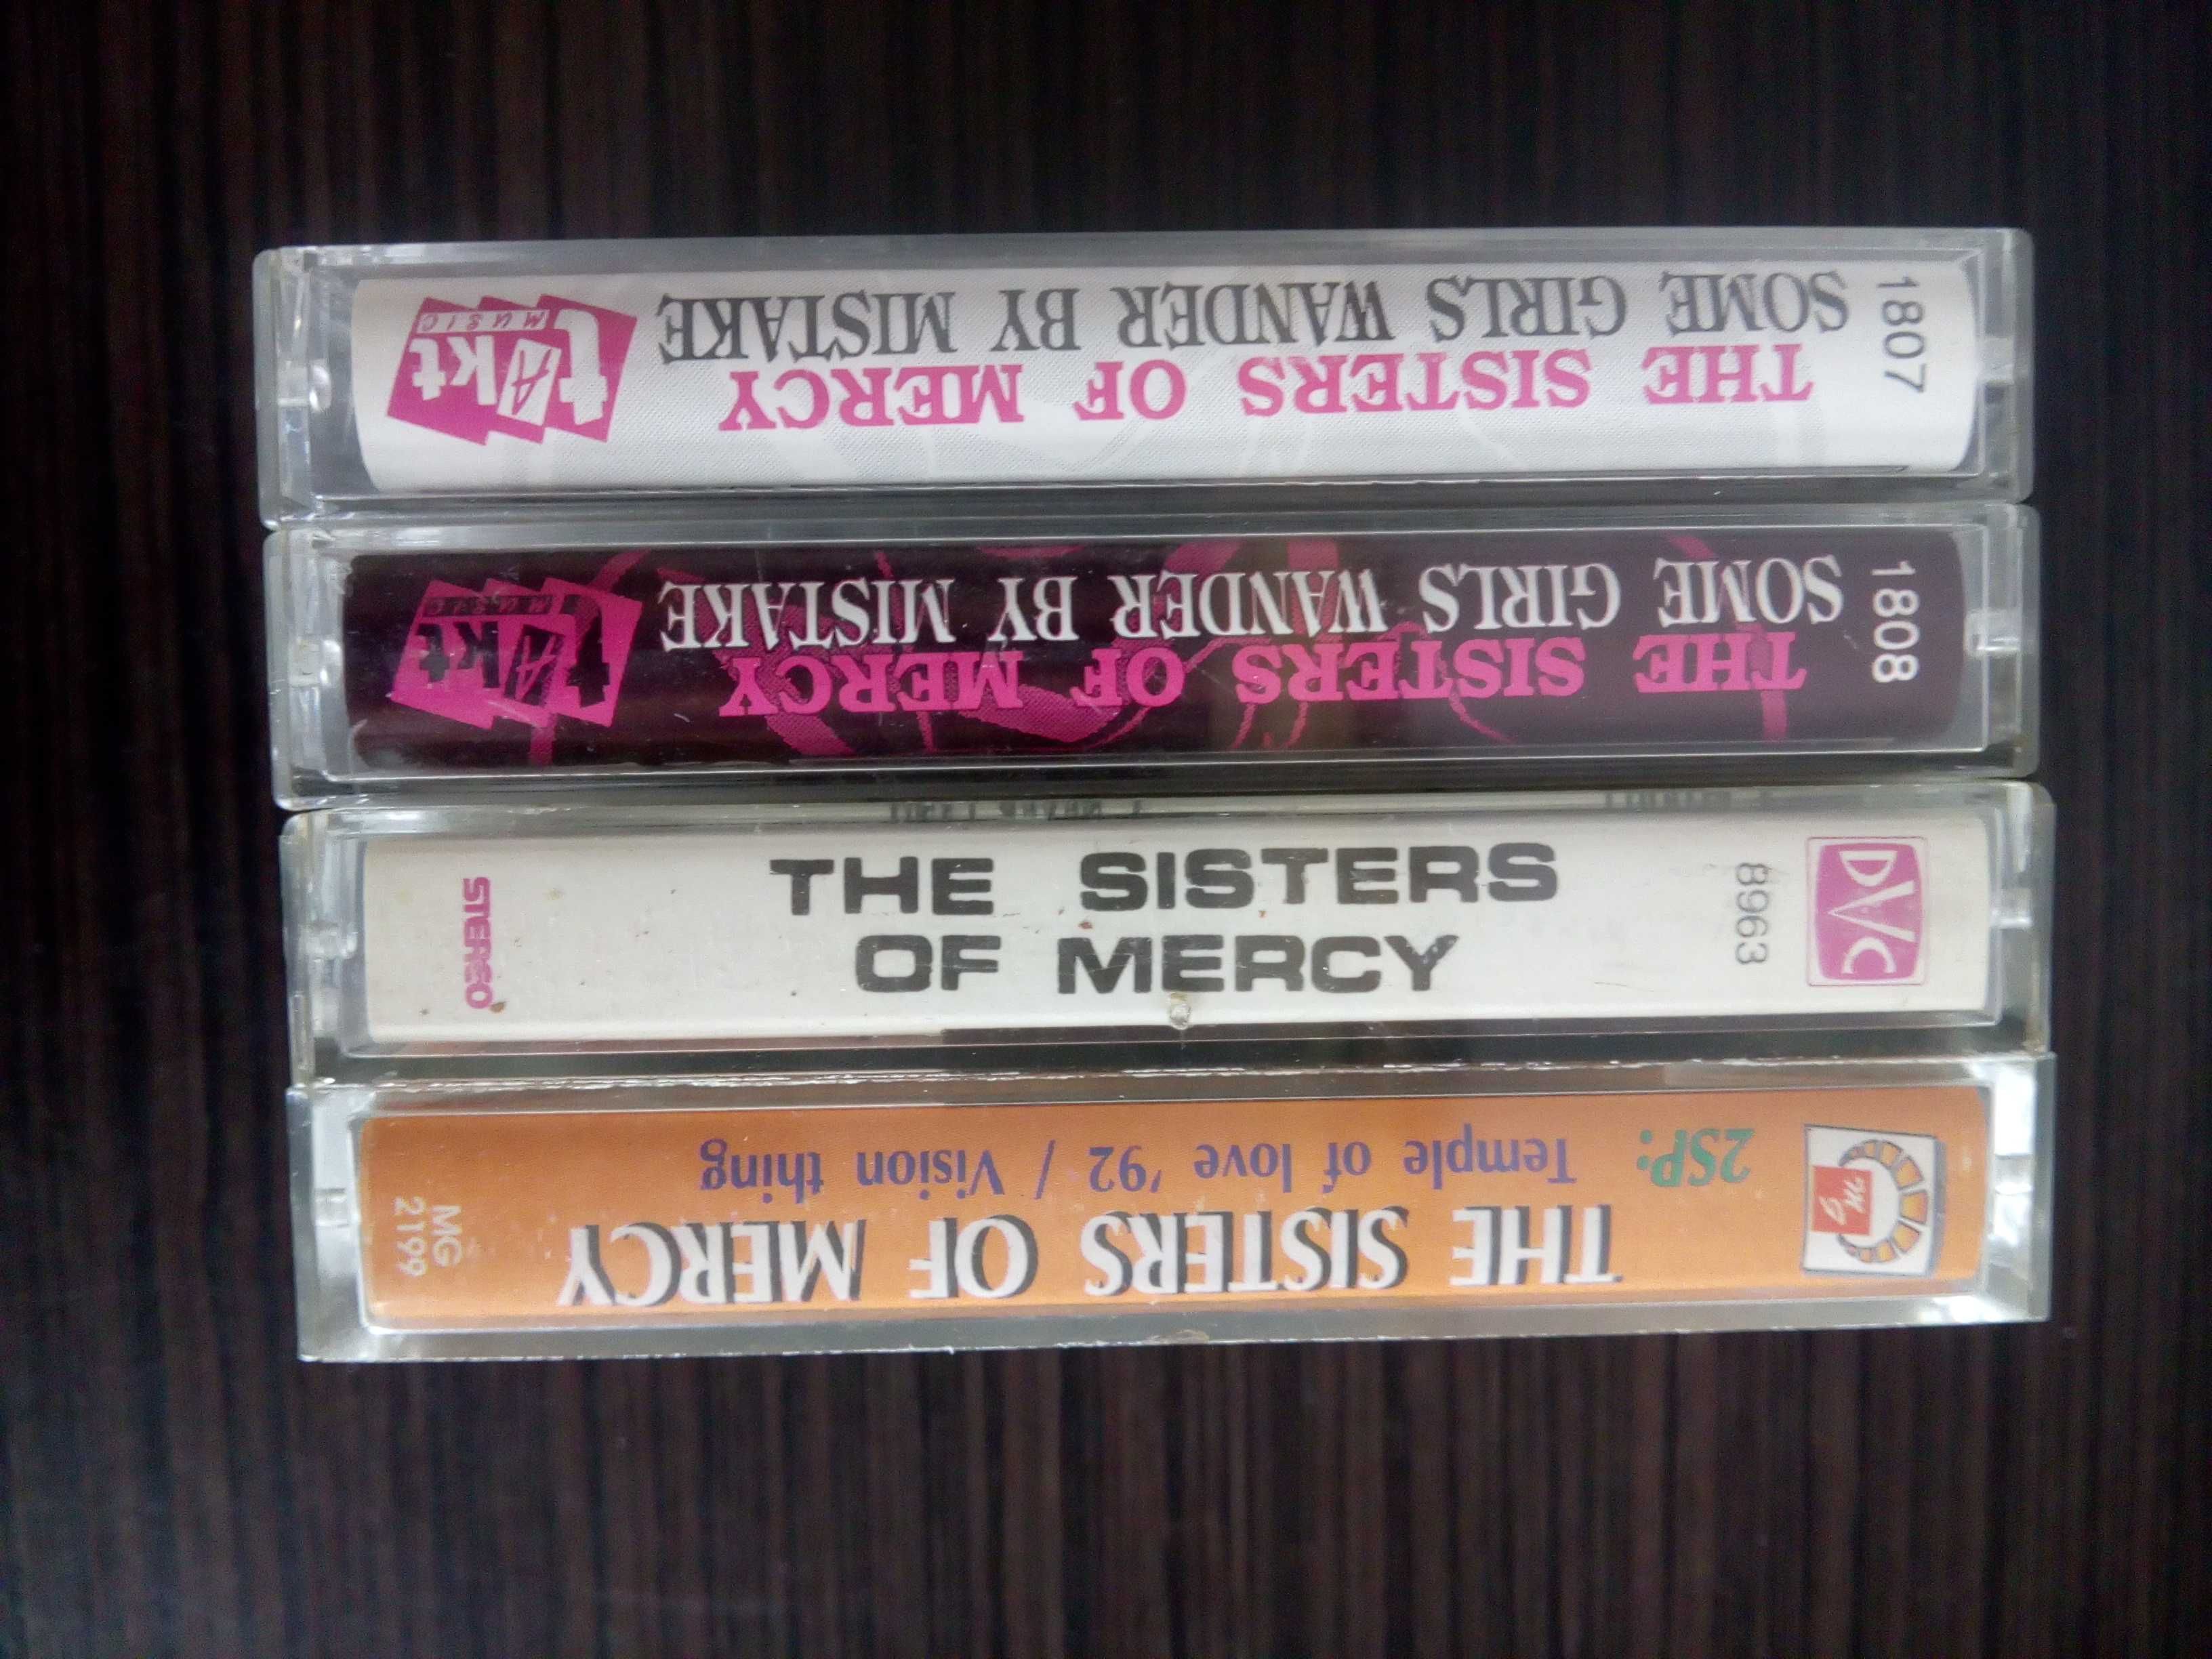 THE SISTERS OF MERCY
SOME GIRLS WANDER BY MISTAKE
1807
takt
MUSIC
THE SISTERS OF MERCY
SOME GIRLS WANDER BY MISTAKE
1808
takt
MUSIC
STEREO
THE SISTERS
OF MERCY
89963
DVC
THE SISTERS OF MERCY
2SP: Temple of love '92 / Vision thing
MG
2199